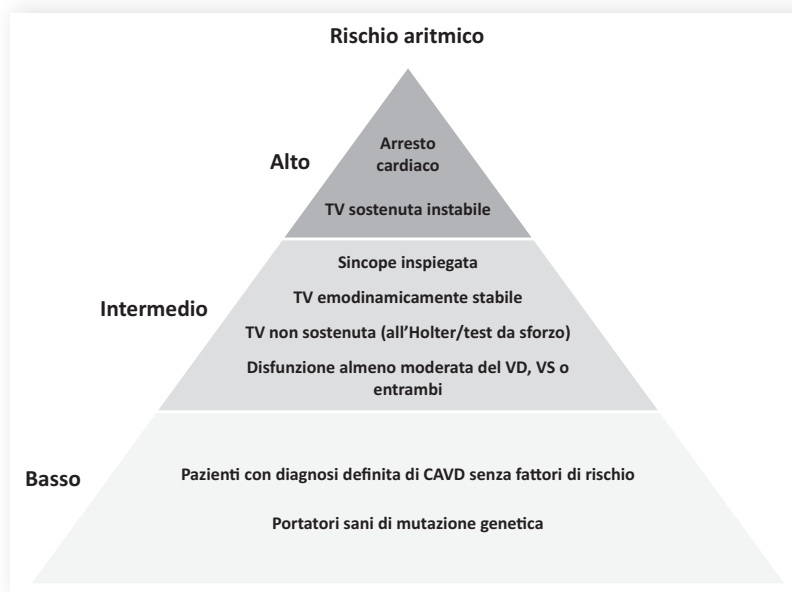 Rischio aritmico
Alto
Arresto
cardiaco
TV sostenuta instabile
Intermedio
Sincope inspiegata
TV emodinamicamente stabile
TV non sostenuta (all’Holter/test da sforzo)
Disfunzione almeno moderata del VD, VS o
entrambi
Basso
Pazienti con diagnosi definita di CAVD senza fattori di rischio
Portatori sani di mutazione genetica